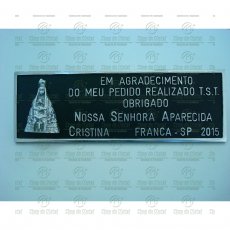 EM AGRADECIMENTO
DO MEU PEDIDO REALIZADO T.S.T.
OBRIGADO
NOSSA SENHORA APARECIDA
CRISTINA FRANCA - SP - 2015